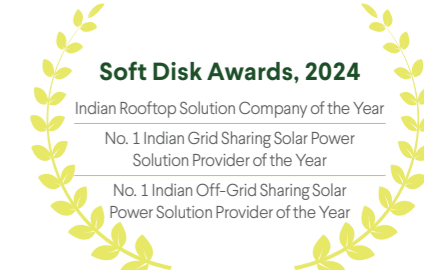 Soft Disk Awards, 2024
Indian Rooftop Solution Company of the Year
No. 1 Indian Grid Sharing Solar Power
Solution Provider of the Year
No. 1 Indian Off-Grid Sharing Solar
Power Solution Provider of the Year